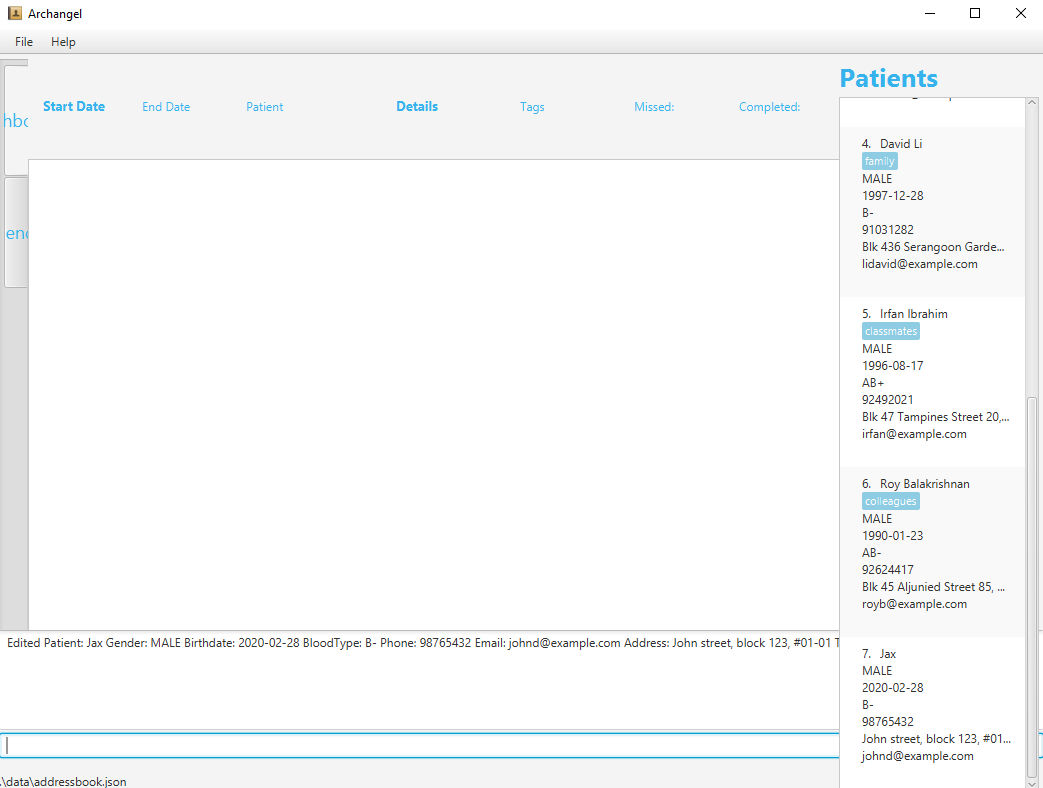 Archangel
File Help
Start Date End Date Patient Details Tags Missed: Completed:
Patients
4. David Li
family
MALE
1997-12-28
B-
91031282
Blk 436 Serangoon Garde...
lidavid@example.com
5. Irfan Ibrahim
classmates
MALE
1996-08-17
AB+
92492021
Blk 47 Tampines Street 20,...
irfan@example.com
6. Roy Balakrishnan
colleagues
MALE
1990-01-23
AB-
92624417
Blk 45 Aljunied Street 85, ...
royb@example.com
7. Jax
MALE
2020-02-28
B-
98765432
John street, block 123, #01...
johnd@example.com
Edited Patient: Jax Gender: MALE Birthdate: 2020-02-28 BloodType: B- Phone: 98765432 Email: johnd@example.com Address: John street, block 123, #01-01
.\data\addressbook.json